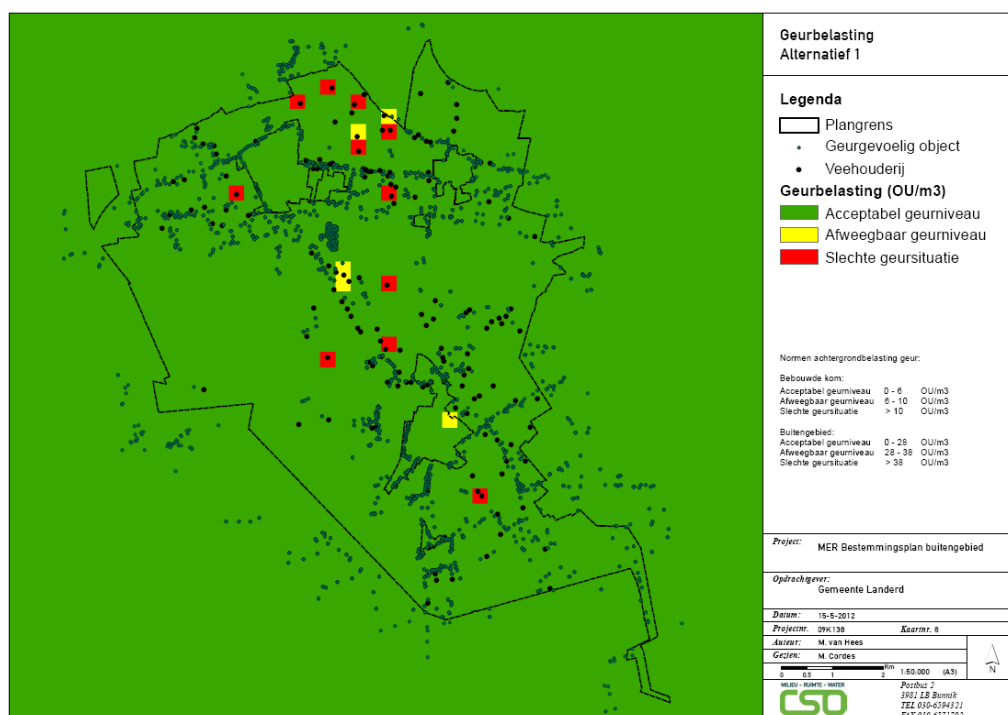 Geurbelasting
Alternatief 1
Legenda
Plangrens
Geurgevoelig object
Veehouderij
Geurbelasting (OU/m3)
Acceptabel geurniveau
Afweegbaar geurniveau
Slechte geursituatie
Normen achtergrondbelasting geur:
Bebouwde kom:
Acceptabel geurniveau 0 - 6 OU/m3
Afweegbaar geurniveau 6 - 10 OU/m3
Slechte geursituatie > 10 OU/m3
Buitengebied:
Acceptabel geurniveau 0 - 28 OU/m3
Afweegbaar geurniveau 28 - 38 OU/m3
Slechte geursituatie > 38 OU/m3
Project: MER Bestemmingsplan buitengebied
Opdrachtgever:
Gemeente Landerd
Datum: 15-5-2012
Projectnr. 09K138 Kaartnr. 8
Auteur: M. van Hees
Gezien: M. Cordes
Km
0 0.5 1 2
1:50.000 (A3)
N
MILIEU • RUIMTE • WATER
CSO
Postbus 2
3981 LB Bunnik
TEL 030-6594321